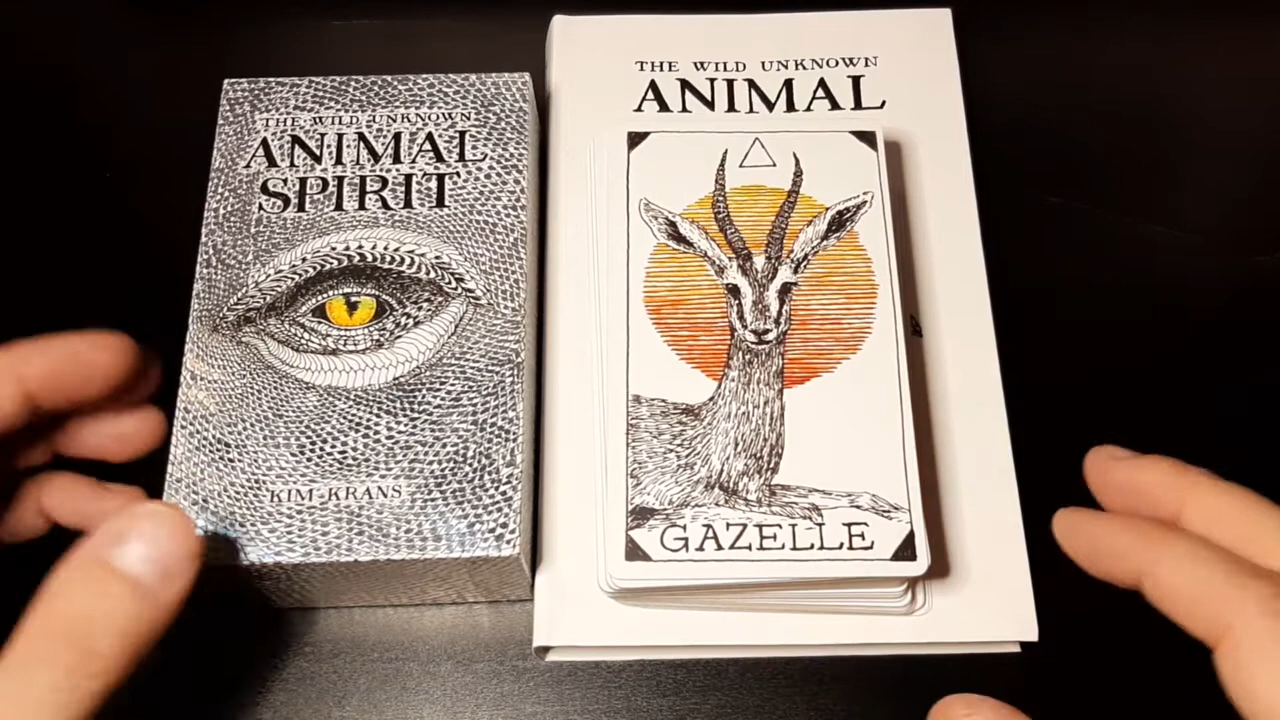 THE WILD UNKNOWN
ANIMAL
SPIRIT
KIM KRANS
THE WILD UNKNOWN
ANIMAL
GAZELLE